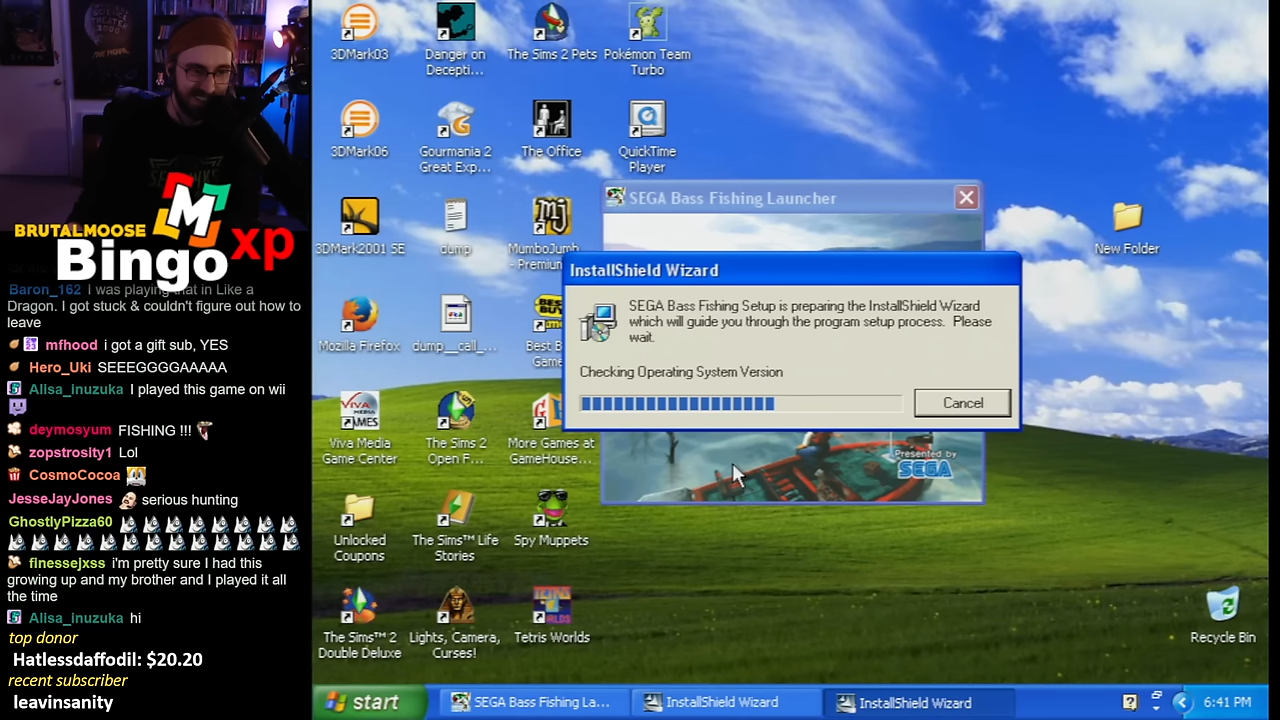 BRUTALMOOSE
M
Bingo xp
Baron_162 I was playing that in Like a
Dragon. I got stuck & couldn't figure out how to
leave
mfhood i got a gift sub, YES
Hero_Uki SEEEGGGGAAAAA
Alisa_inuzuka I played this game on wii
deymosyum FISHING !!!
zopstrosity1 Lol
CosmoCocoa
JesseJayJones serious hunting
GhostlyPizza60
finessejxss i'm pretty sure I had this
growing up and my brother and I played it all
the time
Alisa_inuzuka hi
top donor
Hatlessdaffodil: $20.20
recent subscriber
leavinsanity
3DMark03
Danger on
Decepti...
The Sims 2 Pets
Pokémon Team
Turbo
3DMark06
Gourmania 2
Great Exp...
The Office
QuickTime
Player
3DMark2001 SE
dump
MumboJumb
- Premium
New Folder
Mozilla Firefox
dump__call_...
Best B
Game
Viva Media
Game Center
The Sims 2
Open F...
More Games at
GameHouse...
Unlocked
Coupons
The Sims™ Life
Stories
Spy Muppets
The Sims™ 2
Double Deluxe
Lights, Camera,
Curses!
Tetris Worlds
Recycle Bin
SEGA Bass Fishing Launcher
InstallShield Wizard
SEGA Bass Fishing Setup is preparing the InstallShield Wizard
which will guide you through the program setup process. Please
wait.
Checking Operating System Version
Cancel
Presented by
SEGA
start
SEGA Bass Fishing La...
InstallShield Wizard
InstallShield Wizard
6:41 PM